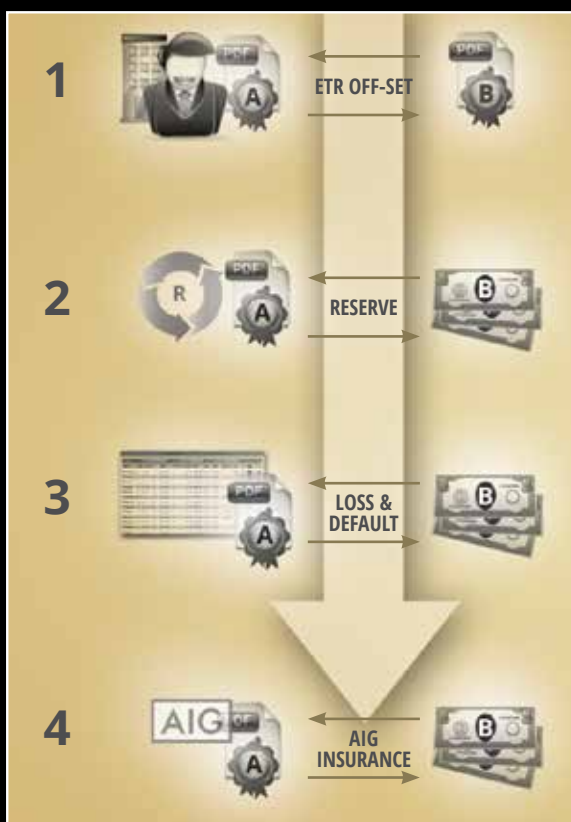 1
PDF
A
ETR OFF-SET
PDF
B
2
R
PDF
A
RESERVE
B
3
PDF
A
LOSS &
DEFAULT
B
4
AIG
A
AIG
INSURANCE
B